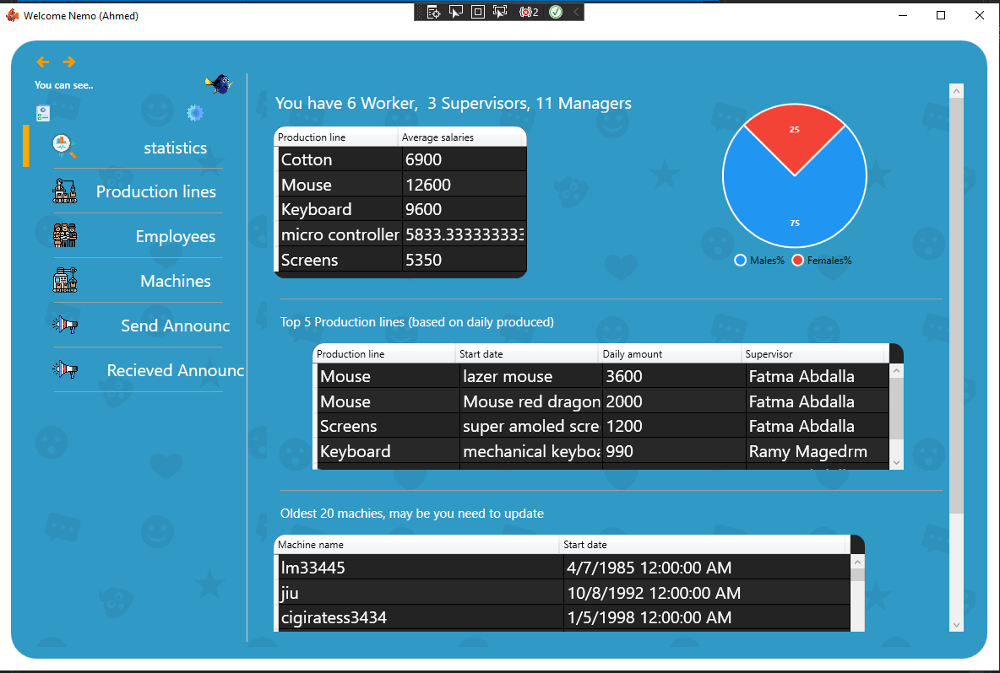 Welcome Nemo (Ahmed)
2
You can see..
statistics
Production lines
Employees
Machines
Send Announc
Recieved Announc
You have 6 Worker,  3 Supervisors, 11 Managers
Production line Average salaries
Cotton 6900
Mouse 12600
Keyboard 9600
micro controller 5833.333333333
Screens 5350
25
75
Males% Females%
Top 5 Production lines (based on daily produced)
Production line Start date Daily amount Supervisor
Mouse lazer mouse 3600 Fatma Abdalla
Mouse Mouse red dragon 2000 Fatma Abdalla
Screens super amoled scre 1200 Fatma Abdalla
Keyboard mechanical keyboa 990 Ramy Magedrm
Oldest 20 machies, may be you need to update
Machine name Start date
lm33445 4/7/1985 12:00:00 AM
jiu 10/8/1992 12:00:00 AM
cigiratess3434 1/5/1998 12:00:00 AM